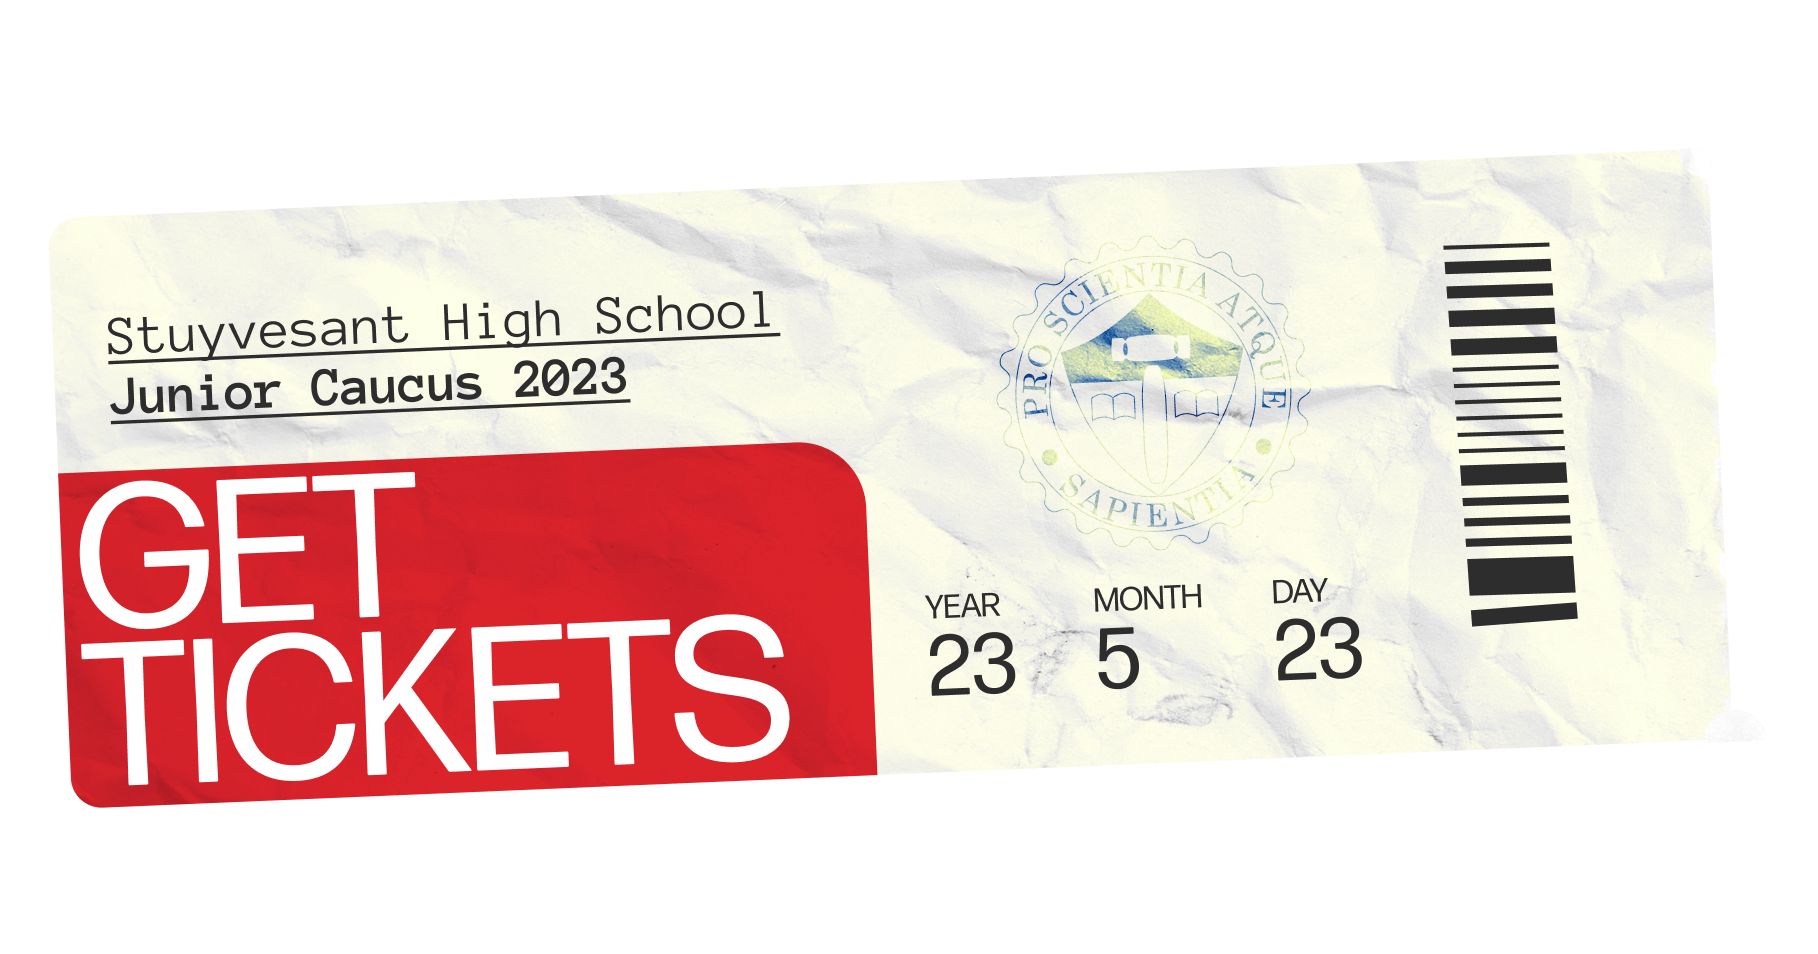 Stuyvesant High School
Junior Caucus 2023
GET
TICKETS
PRO SCIENTIA ATQUE
SAPIENTIA
YEAR
23
MONTH
5
DAY
23